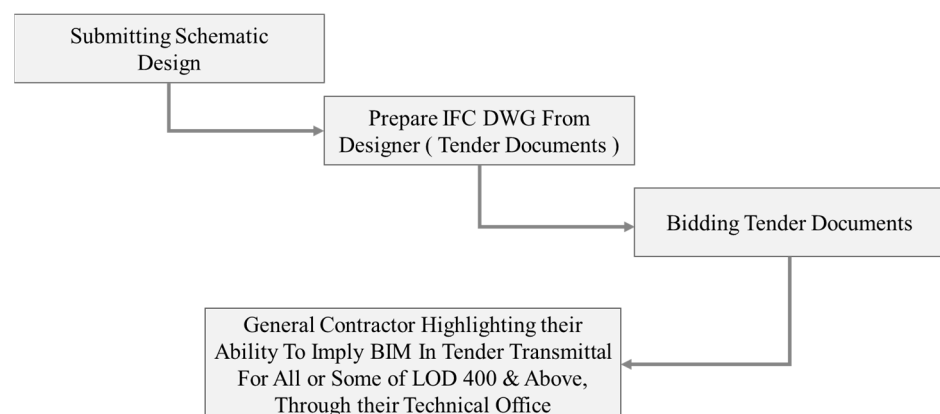 Submitting Schematic
Design
Prepare IFC DWG From
Designer ( Tender Documents )
Bidding Tender Documents
General Contractor Highlighting their
Ability To Imply BIM In Tender Transmittal
For All or Some of LOD 400 & Above,
Through their Technical Office